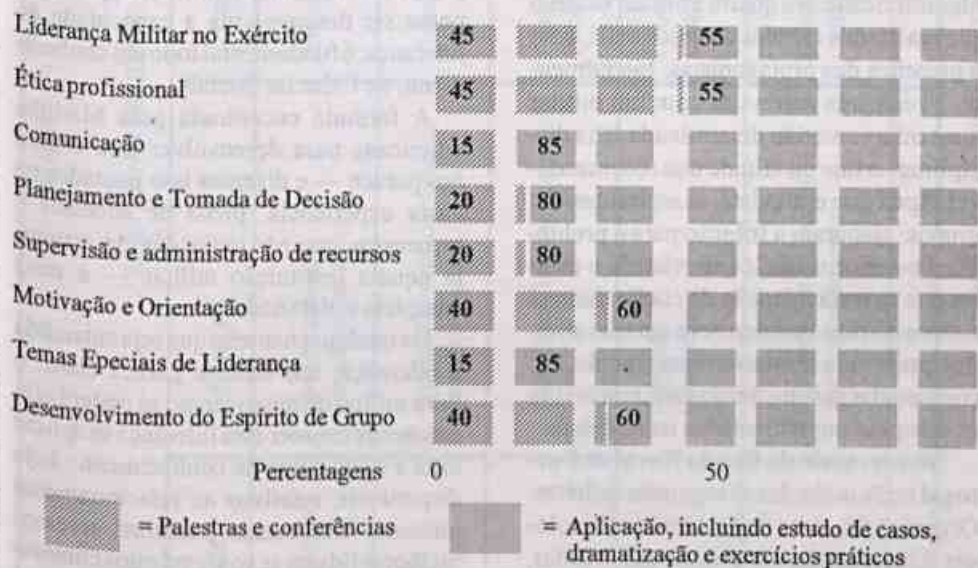 Liderança Militar no Exército 45 55
Ética profissional 45 55
Comunicação 15 85
Planejamento e Tomada de Decisão 20 80
Supervisão e administração de recursos 20 80
Motivação e Orientação 40 60
Temas Epeciais de Liderança 15 85
Desenvolvimento do Espírito de Grupo 40 60
Percentagens 0 50
= Palestras e conferências
= Aplicação, incluindo estudo de casos,
dramatização e exercícios práticos